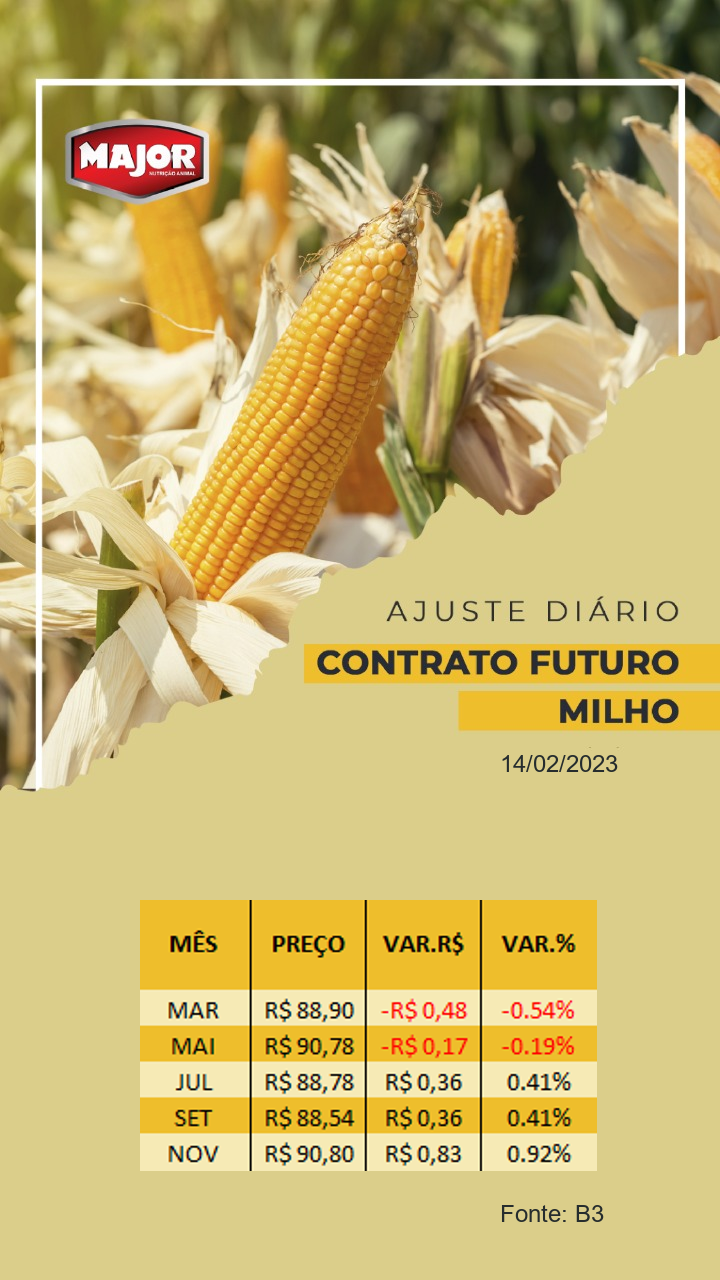 MAJOR
NUTRIÇÃO ANIMAL
AJUSTE DIÁRIO
CONTRATO FUTURO
MILHO
14/02/2023
MÊS PREÇO VAR.R$ VAR.%
MAR R$ 88,90 -R$ 0,48 -0.54%
MAI R$ 90,78 -R$ 0,17 -0.19%
JUL R$ 88,78 R$ 0,36 0.41%
SET R$ 88,54 R$ 0,36 0.41%
NOV R$ 90,80 R$ 0,83 0.92%
Fonte: B3